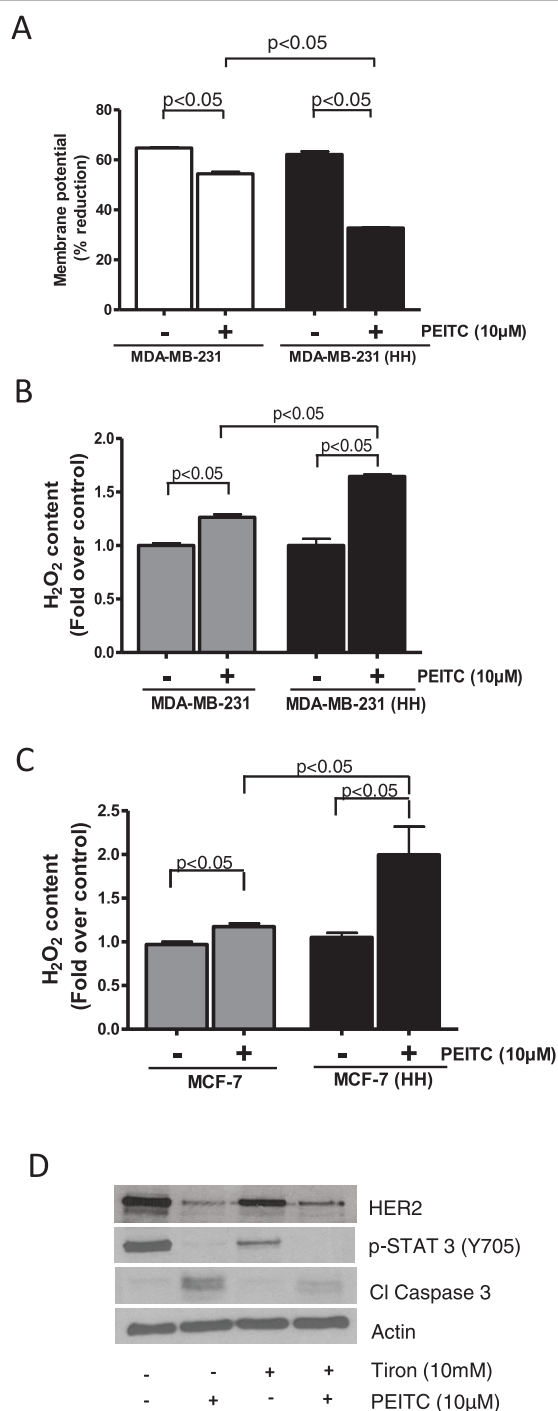 A
p<0.05
p<0.05 p<0.05
Membrane potential
(% reduction)
80
60
40
20
0
- + - + PEITC (10µM)
MDA-MB-231 MDA-MB-231 (HH)
B
p<0.05
p<0.05
p<0.05
H₂O₂ content
(Fold over control)
2.0
1.5
1.0
0.5
0.0
- + - + PEITC (10µM)
MDA-MB-231 MDA-MB-231 (HH)
C
p<0.05
p<0.05
p<0.05
H₂O₂ content
(Fold over control)
2.5
2.0
1.5
1.0
0.5
0.0
- + - + PEITC (10µM)
MCF-7 MCF-7 (HH)
D
HER2
p-STAT 3 (Y705)
Cl Caspase 3
Actin
- - + + Tiron (10mM)
- + - + PEITC (10µM)